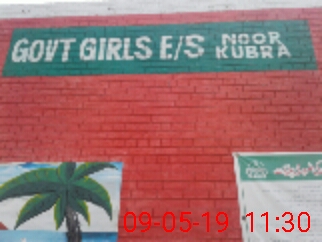 GOVT GIRLS E/S NOOR
KUBRA
09-05-19 11:30